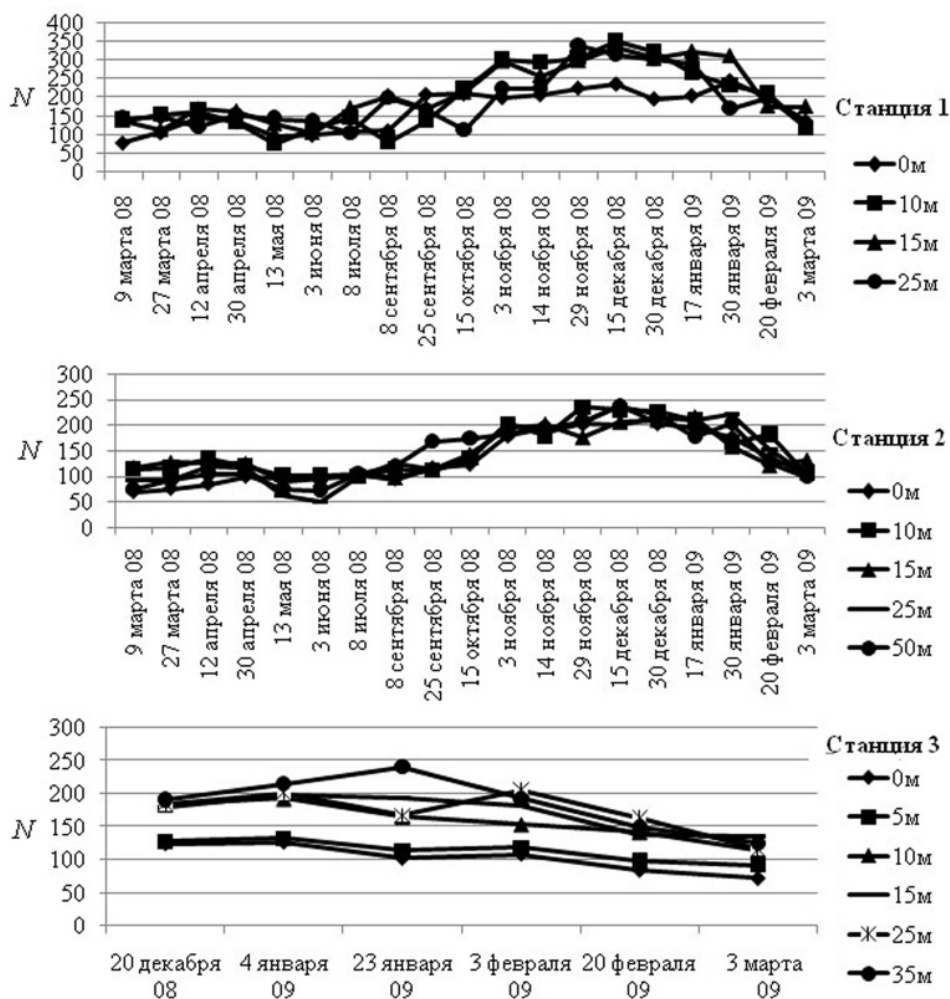 400
350
300
250
200
150
100
50
0
N
9 марта 08
27 марта 08
12 апреля 08
30 апреля 08
13 мая 08
3 июня 08
8 июля 08
8 сентября 08
25 сентября 08
15 октября 08
3 ноября 08
14 ноября 08
29 ноября 08
15 декабря 08
30 декабря 08
17 января 09
30 января 09
20 февраля 09
3 марта 09
Станция 1
0м
10м
15м
25м
300
250
200
150
100
50
0
N
9 марта 08
27 марта 08
12 апреля 08
30 апреля 08
13 мая 08
3 июня 08
8 июля 08
8 сентября 08
25 сентября 08
15 октября 08
3 ноября 08
14 ноября 08
29 ноября 08
15 декабря 08
30 декабря 08
17 января 09
30 января 09
20 февраля 09
3 марта 09
Станция 2
0м
10м
15м
25м
50м
300
250
200
150
100
50
0
N
20 декабря
08
4 января
09
23 января
09
3 февраля
09
20 февраля
09
3 марта
09
Станция 3
0м
5м
10м
15м
25м
35м